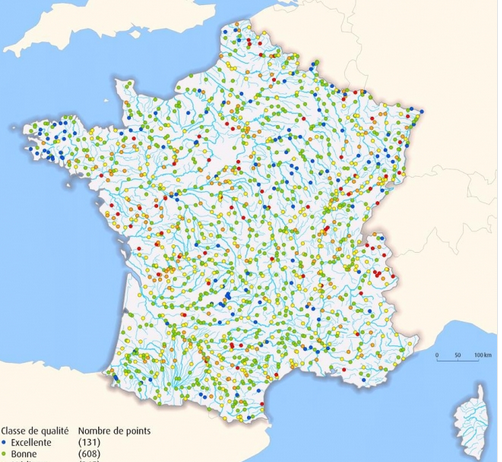 0 50 100 km
Classe de qualité Nombre de points
Excellente (131)
Bonne (608)